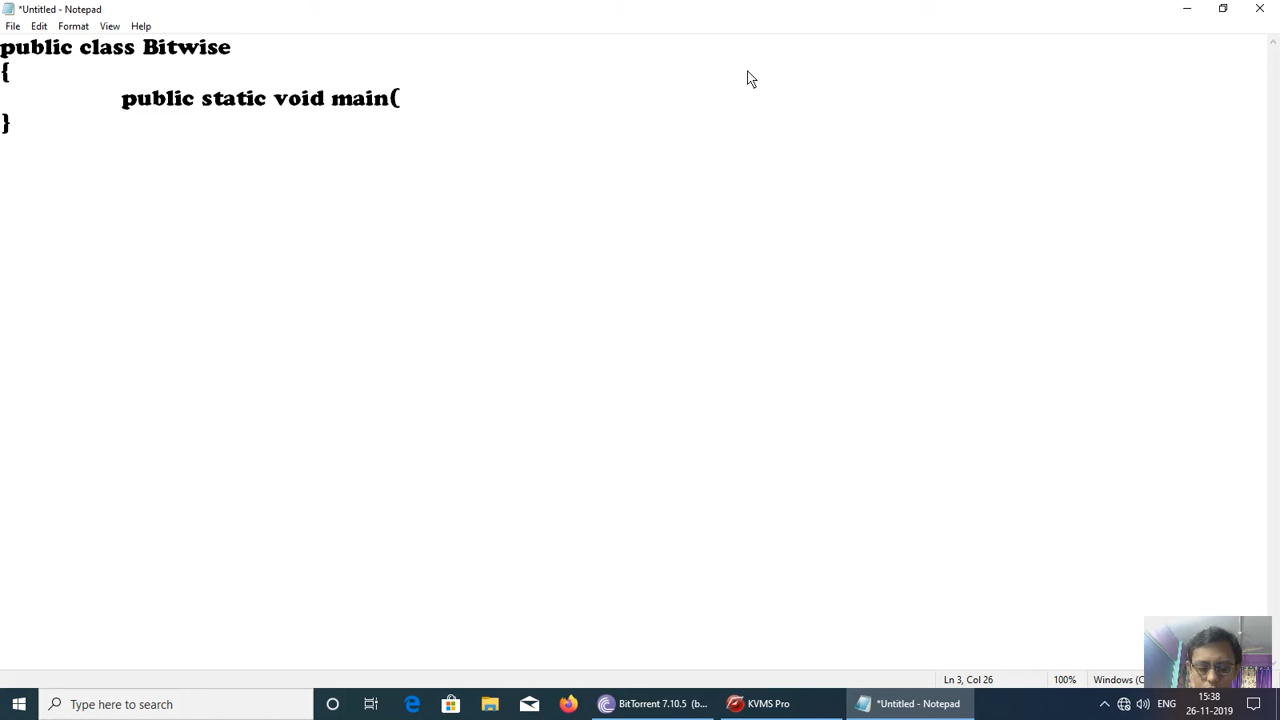 *Untitled - Notepad
File Edit Format View Help
public class Bitwise
{
public static void main(
}
Ln 3, Col 26 100% Windows (C
Type here to search BitTorrent 7.10.5 (b... KVMS Pro *Untitled - Notepad ENG 15:38
26-11-2019